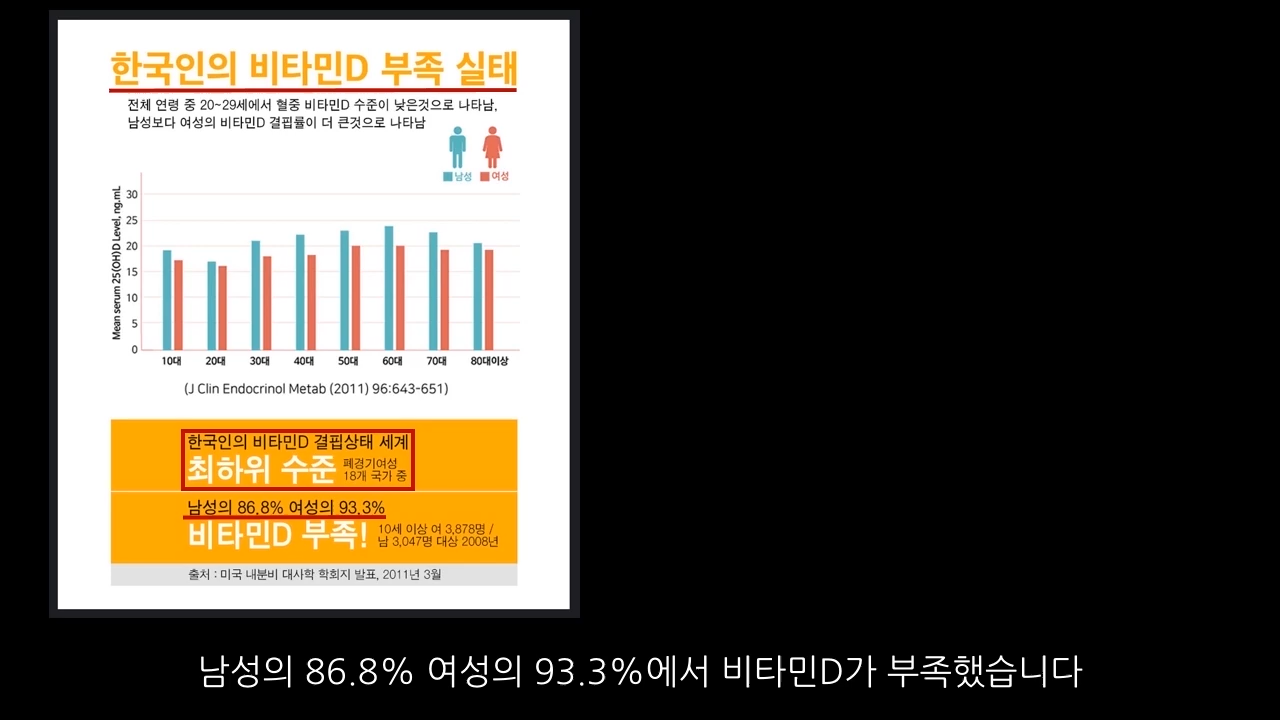 한국인의 비타민D 부족 실태
전체 연령 중 20~29세에서 혈중 비타민D 수준이 낮은것으로 나타남,
남성보다 여성의 비타민D 결핍률이 더 큰것으로 나타남
남성 여성
Mean serum 25(OH)D Level, ng.mL
30
25
20
15
10
5
0
10대 20대 30대 40대 50대 60대 70대 80대이상
(J Clin Endocrinol Metab (2011) 96:643-651)
한국인의 비타민D 결핍상태 세계
최하위 수준 폐경기여성
18개 국가 중
남성의 86.8% 여성의 93.3%
비타민D 부족! 10세 이상 여 3,878명 /
남 3,047명 대상 2008년
출처 : 미국 내분비 대사학 학회지 발표, 2011년 3월
남성의 86.8% 여성의 93.3%에서 비타민D가 부족했습니다